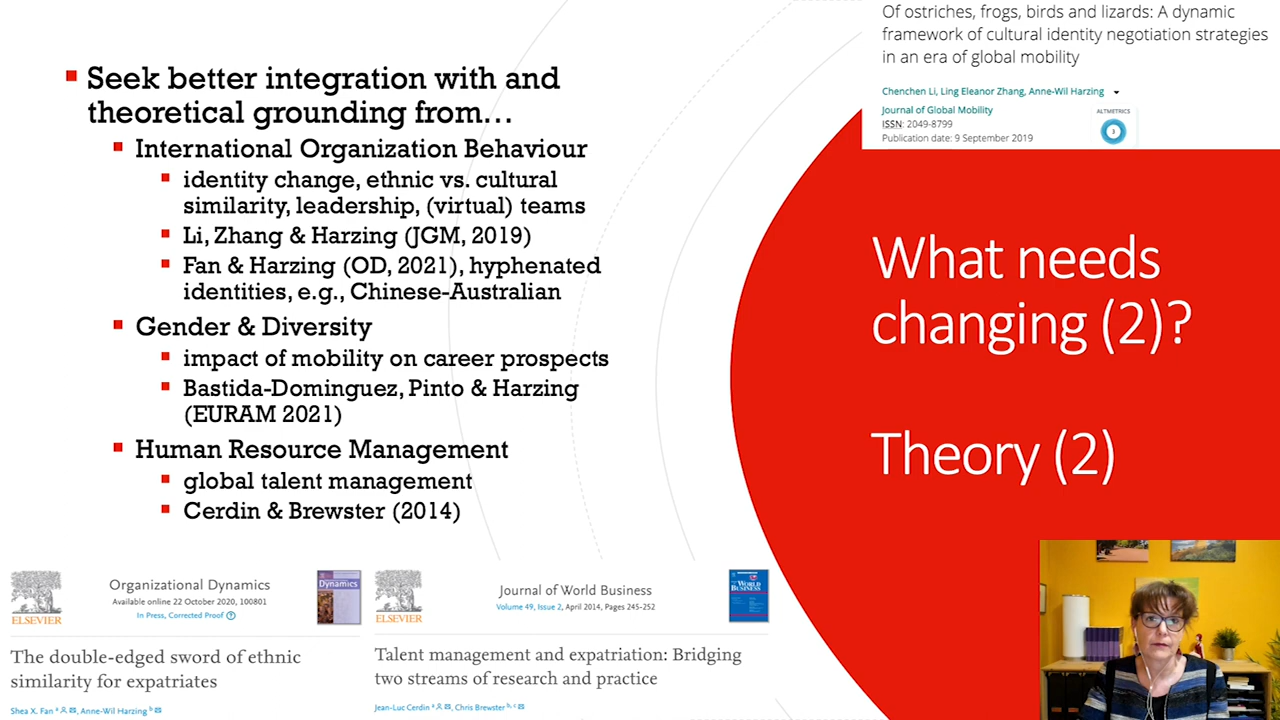 Of ostriches, frogs, birds and lizards: A dynamic
framework of cultural identity negotiation strategies
in an era of global mobility
Chenchen Li, Ling Eleanor Zhang, Anne-Wil Harzing
Journal of Global Mobility
ISSN: 2049-8799
Publication date: 9 September 2019
ALTMETRICS
3
Seek better integration with and
theoretical grounding from…
International Organization Behaviour
identity change, ethnic vs. cultural
similarity, leadership, (virtual) teams
Li, Zhang & Harzing (JGM, 2019)
Fan & Harzing (OD, 2021), hyphenated
identities, e.g., Chinese-Australian
Gender & Diversity
impact of mobility on career prospects
Bastida-Dominguez, Pinto & Harzing
(EURAM 2021)
Human Resource Management
global talent management
Cerdin & Brewster (2014)
What needs
changing (2)?
Theory (2)
ELSEVIER
Organizational Dynamics
Available online 22 October 2020, 100801
In Press, Corrected Proof
Dynamics
The double-edged sword of ethnic
similarity for expatriates
Shea X. Fan a, Anne-Wil Harzing b
ELSEVIER
Journal of World Business
Volume 49, Issue 2, April 2014, Pages 245-252
WORLD
BUSINESS
Talent management and expatriation: Bridging
two streams of research and practice
Jean-Luc Cerdin a, Chris Brewster b, c